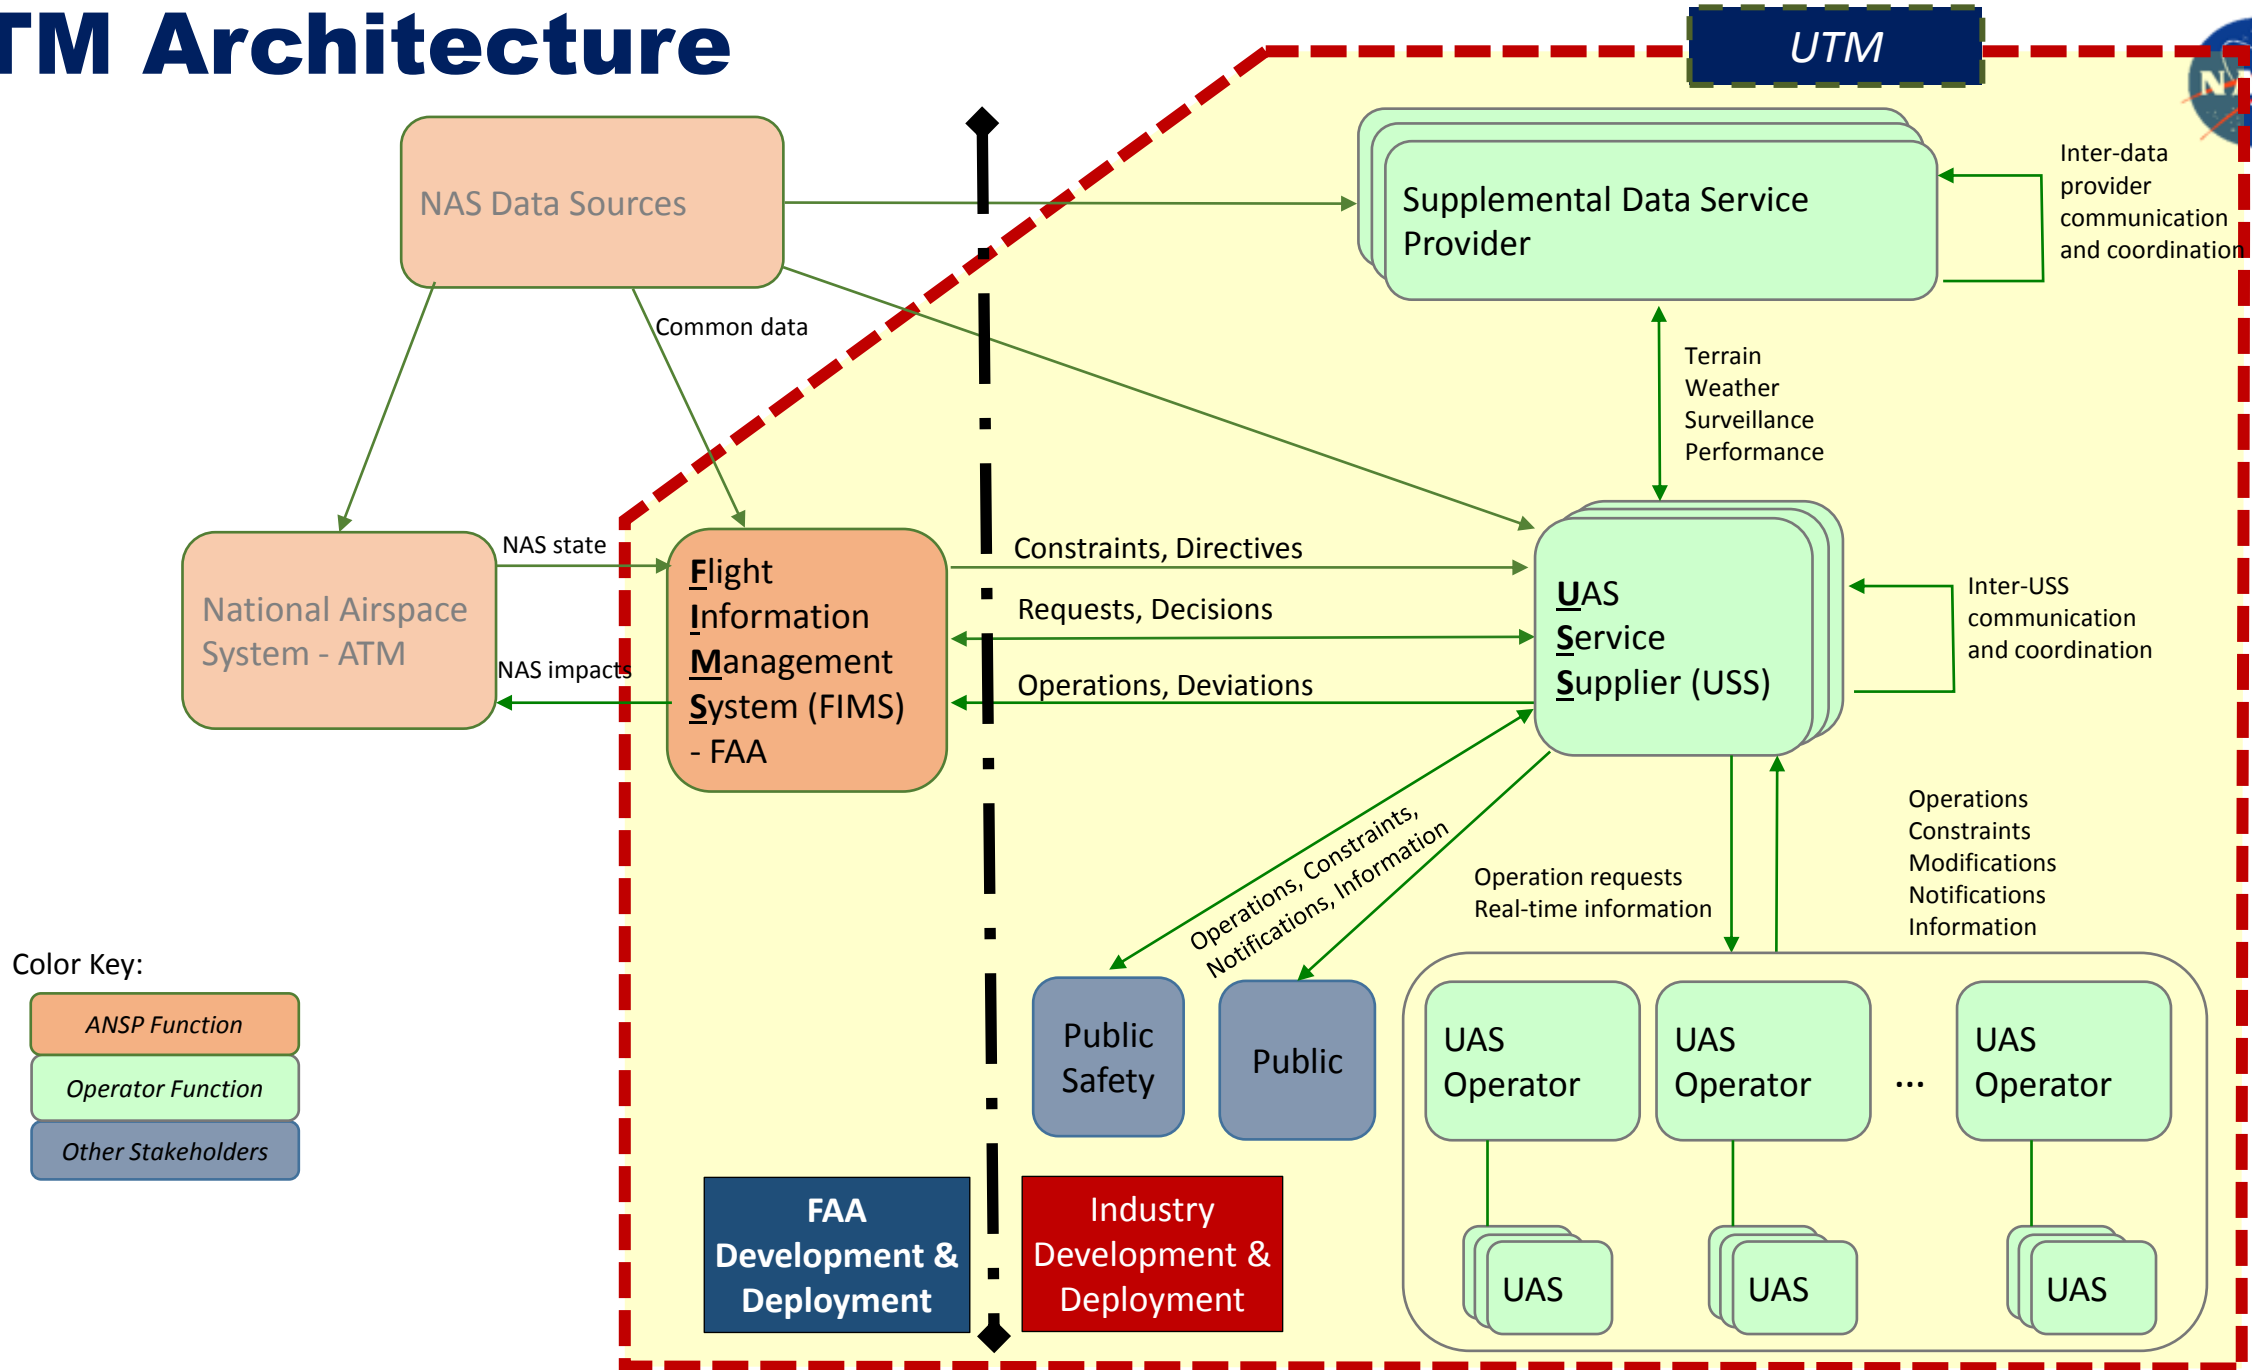 TM Architecture
UTM
NAS Data Sources
Supplemental Data Service
Provider
Inter-data
provider
communication
and coordination
Common data
Terrain
Weather
Surveillance
Performance
National Airspace
System - ATM
NAS state
NAS impacts
Flight
Information
Management
System (FIMS)
- FAA
Constraints, Directives
Requests, Decisions
Operations, Deviations
UAS
Service
Supplier (USS)
Inter-USS
communication
and coordination
Operations, Constraints,
Notifications, Information
Operation requests
Real-time information
Operations
Constraints
Modifications
Notifications
Information
Color Key:
ANSP Function
Operator Function
Other Stakeholders
Public
Safety
Public
UAS
Operator
UAS
Operator
...
UAS
Operator
UAS
UAS
UAS
FAA
Development &
Deployment
Industry
Development &
Deployment